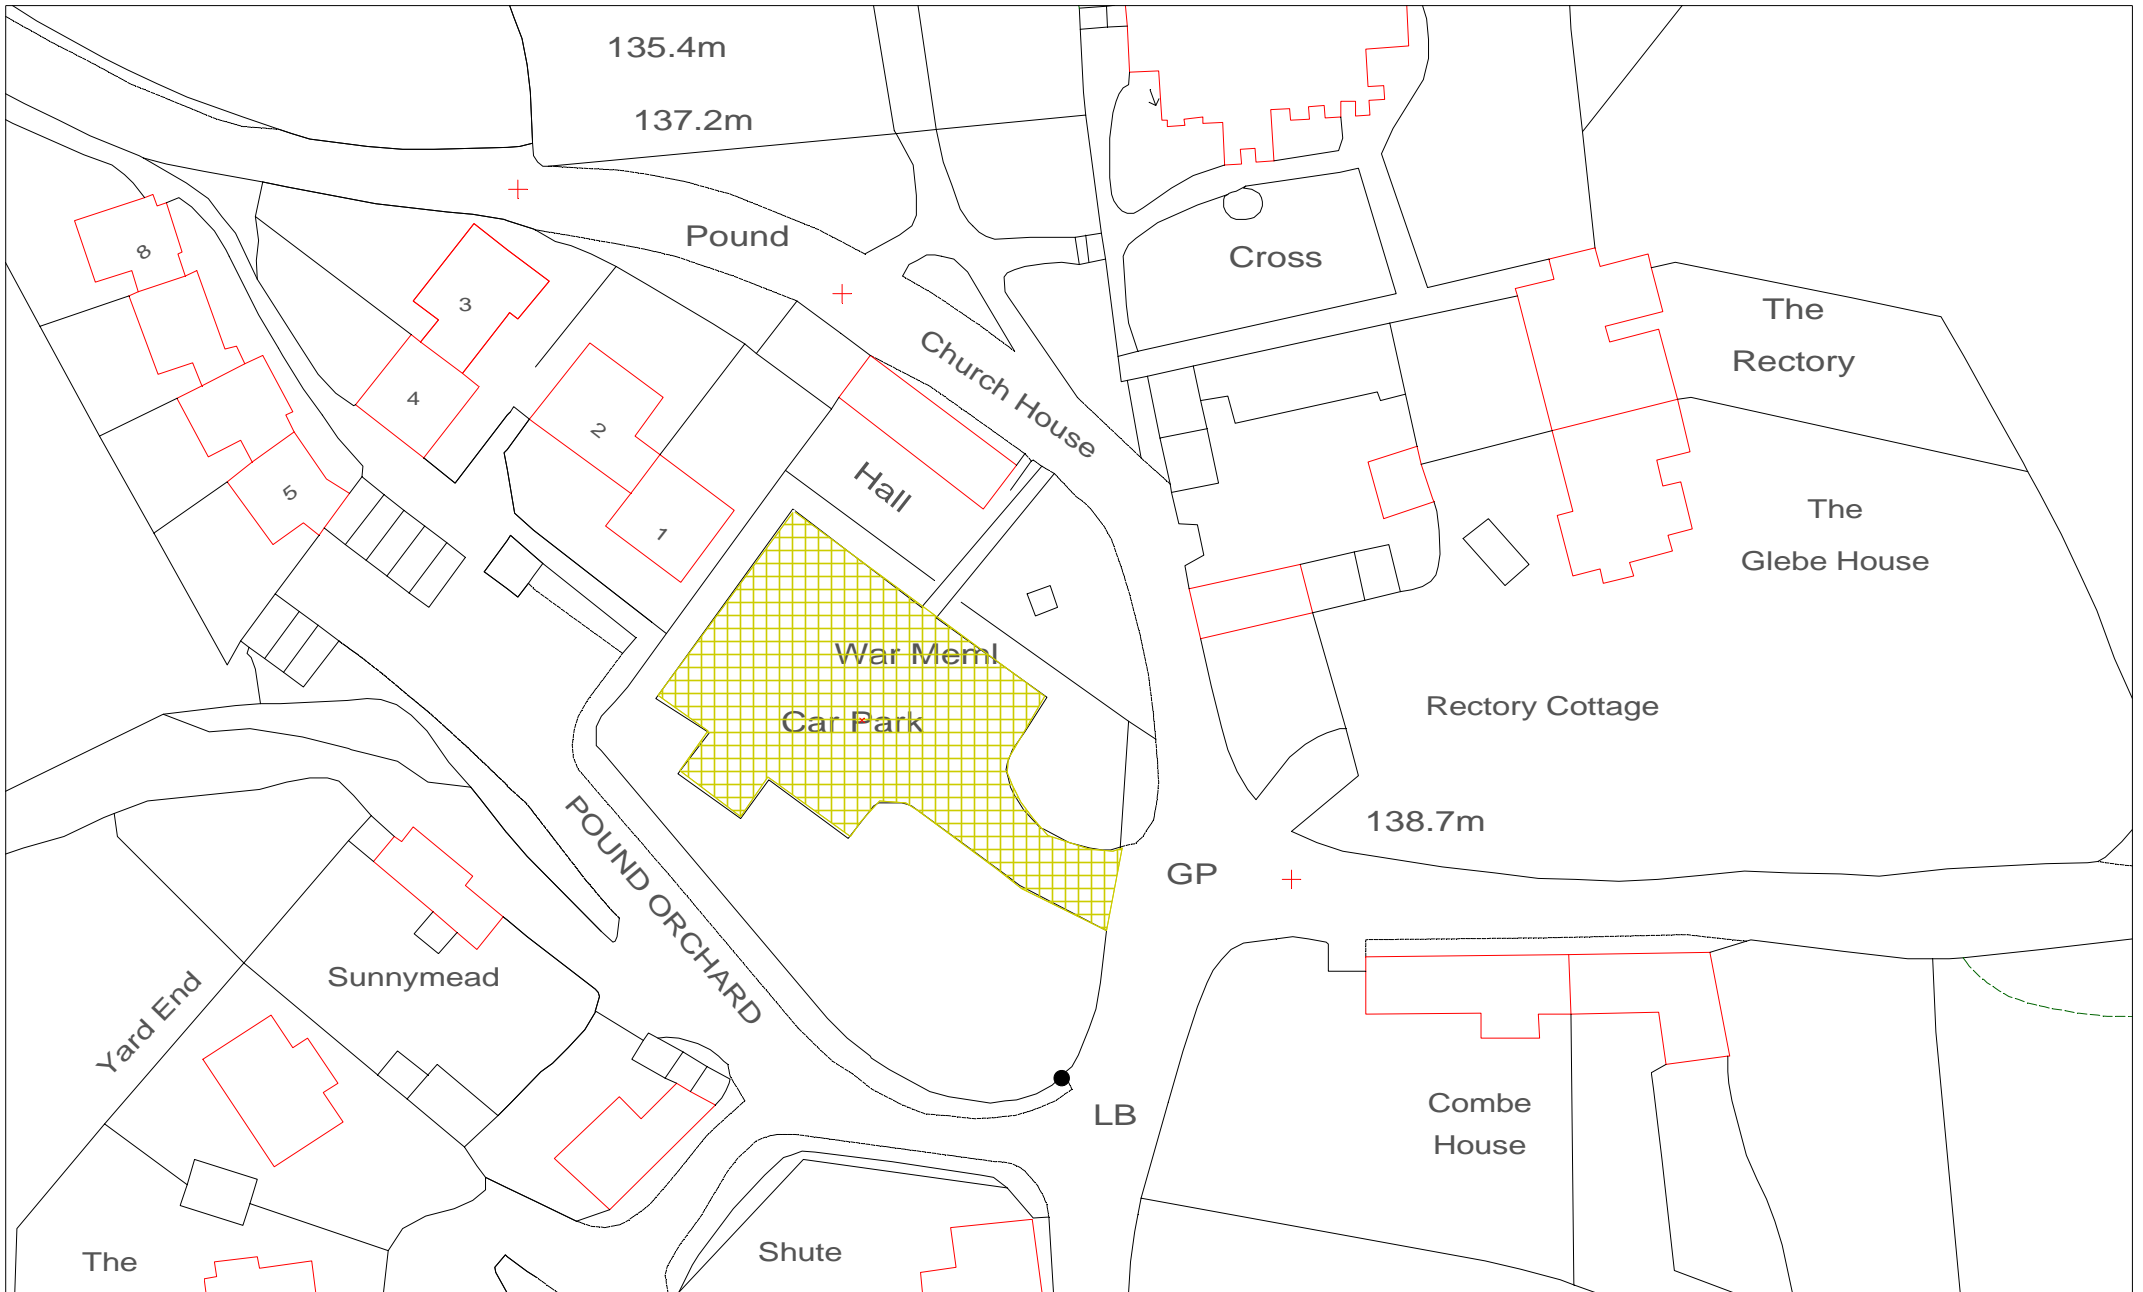 135.4m
137.2m
Pound
Cross
8
3
4
2
1
5
Church House
Hall
The
Rectory
The
Glebe House
War Meml
Car Park
Rectory Cottage
138.7m
GP
POUND ORCHARD
Sunnymead
Yard End
LB
Combe
House
Shute
The